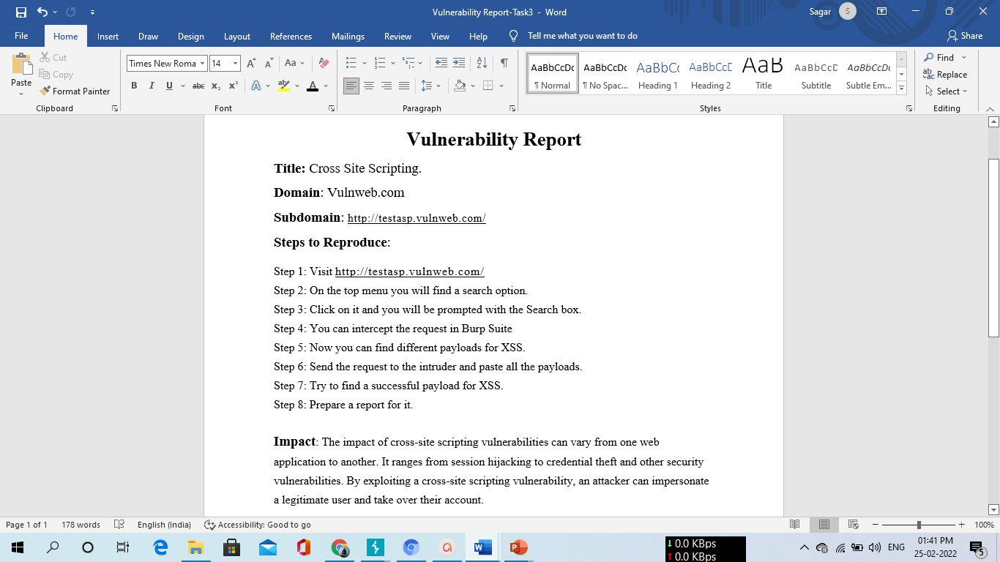 Vulnerability Report-Task3 - Word
Sagar
S
File Home Insert Draw Design Layout References Mailings Review View Help Tell me what you want to do Share
Paste
Cut
Copy
Format Painter
Clipboard
Times New Roma 14 Aa
B I U abc x₂ x² A aby A
Font
Paragraph
AaBbCcDc AaBbCcDc AaBbCc AaBbCcD AaB AaBbCcD AaBbCcDc
¶ Normal ¶ No Spac... Heading 1 Heading 2 Title Subtitle Subtle Em...
Styles
Find
Replace
Select
Editing
Vulnerability Report
Title: Cross Site Scripting.
Domain: Vulnweb.com
Subdomain: http://testasp.vulnweb.com/
Steps to Reproduce:
Step 1: Visit http://testasp.vulnweb.com/
Step 2: On the top menu you will find a search option.
Step 3: Click on it and you will be prompted with the Search box.
Step 4: You can intercept the request in Burp Suite
Step 5: Now you can find different payloads for XSS.
Step 6: Send the request to the intruder and paste all the payloads.
Step 7: Try to find a successful payload for XSS.
Step 8: Prepare a report for it.
Impact: The impact of cross-site scripting vulnerabilities can vary from one web
application to another. It ranges from session hijacking to credential theft and other security
vulnerabilities. By exploiting a cross-site scripting vulnerability, an attacker can impersonate
a legitimate user and take over their account.
Page 1 of 1 178 words English (India) Accessibility: Good to go 100%
0.0 KBps
0.0 KBps
ENG
01:41 PM
25-02-2022
5